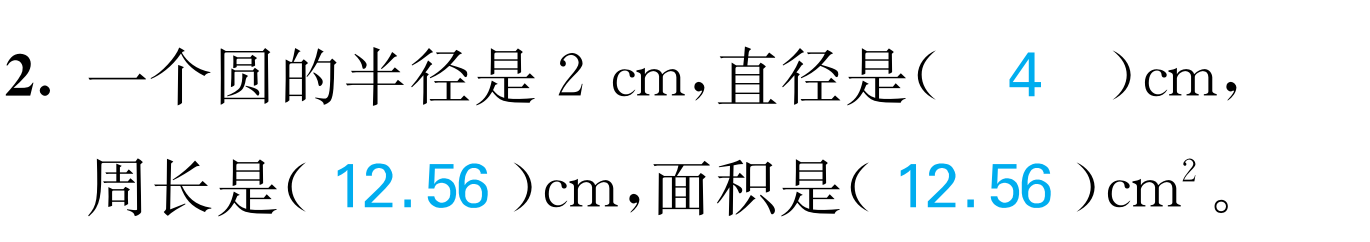 2. 一个圆的半径是 2 cm,直径是( 4 )cm,
周长是( 12.56 )cm,面积是( 12.56 )cm²。